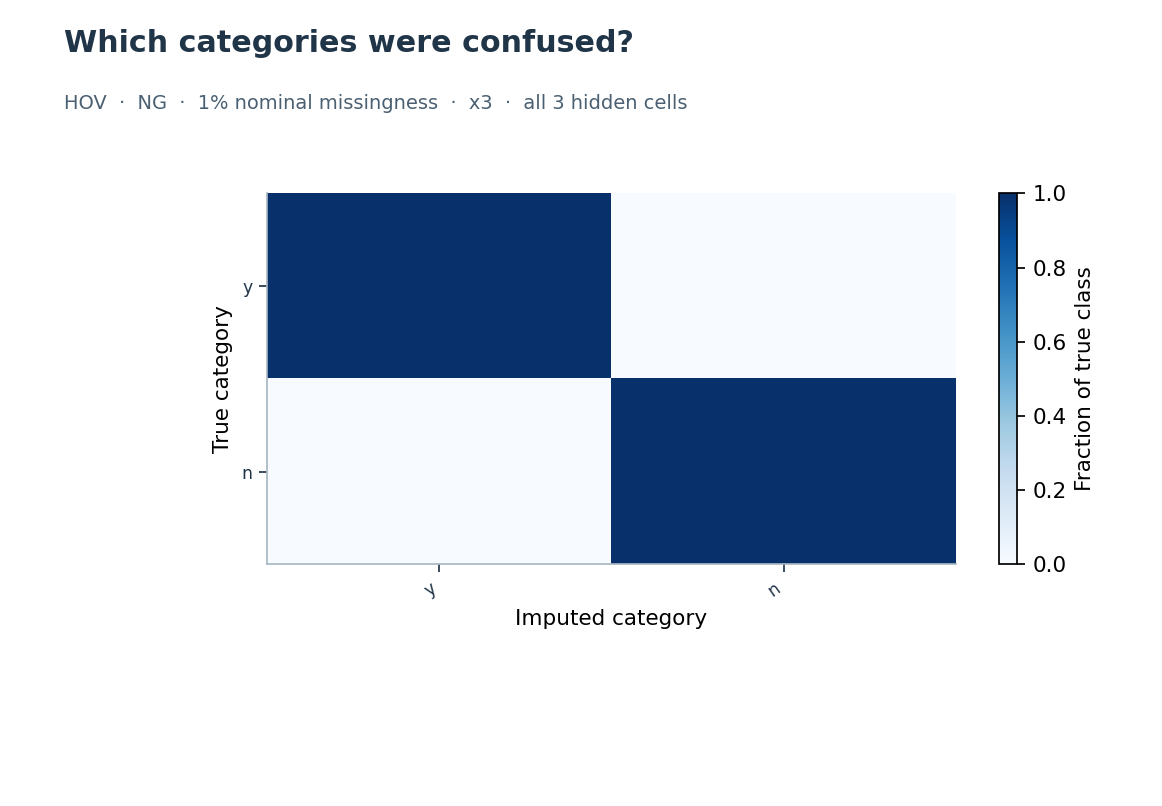 Which categories were confused?
HOV · NG · 1% nominal missingness · x3 · all 3 hidden cells
True category
y
n
y
n
Imputed category
1.0
0.8
0.6
0.4
0.2
0.0
Fraction of true class